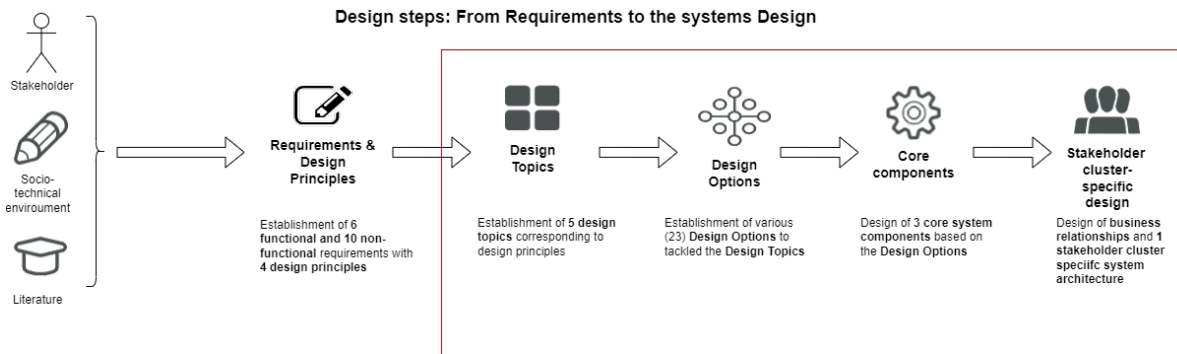 Design steps: From Requirements to the systems Design
Stakeholder
Socio-
technical
enviroument
Literature
Requirements &
Design
Principles
Establishment of 6
functional and 10 non-
functional requirements with
4 design principles
Design
Topics
Establishment of 5 design
topics corresponding to
design principles
Design
Options
Establishment of various
(23) Design Options to
tackled the Design Topics
Core
components
Design of 3 core system
components based on
the Design Options
Stakeholder
cluster-
specific
design
Design of business
relationships and 1
stakeholder cluster
speciifc system
architecture